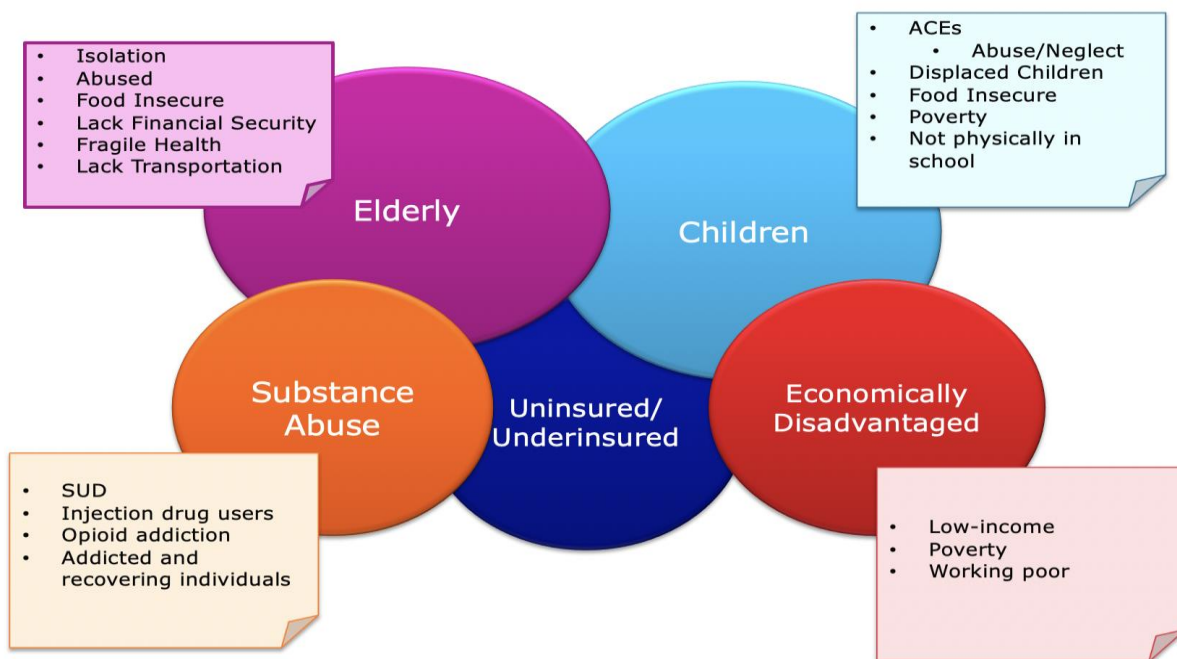 • Isolation
• Abused
• Food Insecure
• Lack Financial Security
• Fragile Health
• Lack Transportation
• ACEs
• Abuse/Neglect
• Displaced Children
• Food Insecure
• Poverty
• Not physically in
school
Elderly
Children
Substance
Abuse
Uninsured/
Underinsured
Economically
Disadvantaged
• SUD
• Injection drug users
• Opioid addiction
• Addicted and
recovering individuals
• Low-income
• Poverty
• Working poor